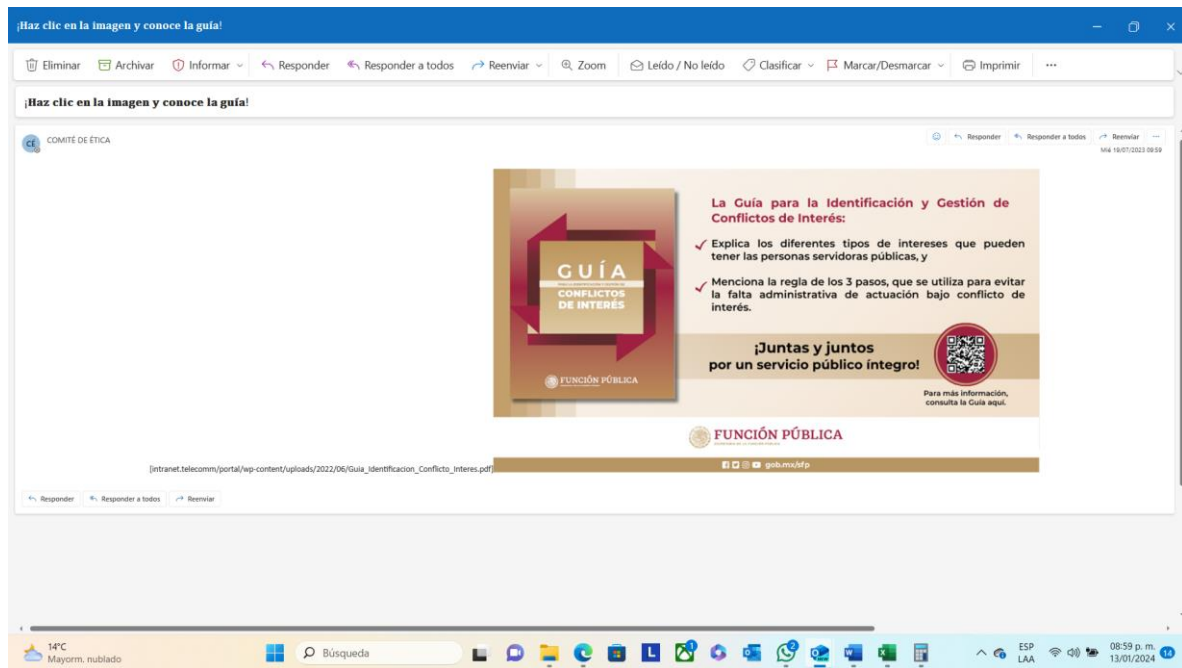 ¡Haz clic en la imagen y conoce la guía!
Eliminar Archivar Informar Responder Responder a todos Reenviar Zoom Leído / No leído Clasificar Marcar/Desmarcar Imprimir ...
¡Haz clic en la imagen y conoce la guía!
CÉ COMITÉ DE ÉTICA
Responder Responder a todos Reenviar
Mié 19/07/2023 09:59
GUÍA
CONFLICTOS
DE INTERÉS
FUNCIÓN PÚBLICA
La Guía para la Identificación y Gestión de
Conflictos de Interés:
Explica los diferentes tipos de intereses que pueden
tener las personas servidoras públicas, y
Menciona la regla de los 3 pasos, que se utiliza para evitar
la falta administrativa de actuación bajo conflicto de
interés.
¡Juntas y juntos
por un servicio público íntegro!
Para más información,
consulta la Guía aquí.
FUNCIÓN PÚBLICA
gob.mx/sfp
[intranet.telecomm/portal/wp-content/uploads/2022/06/Guia_Identificacion_Conflicto_Interes.pdf]
Responder Responder a todos Reenviar
14°C
Mayorm. nublado
Búsqueda
ESP
LAA
08:59 p. m.
13/01/2024
14